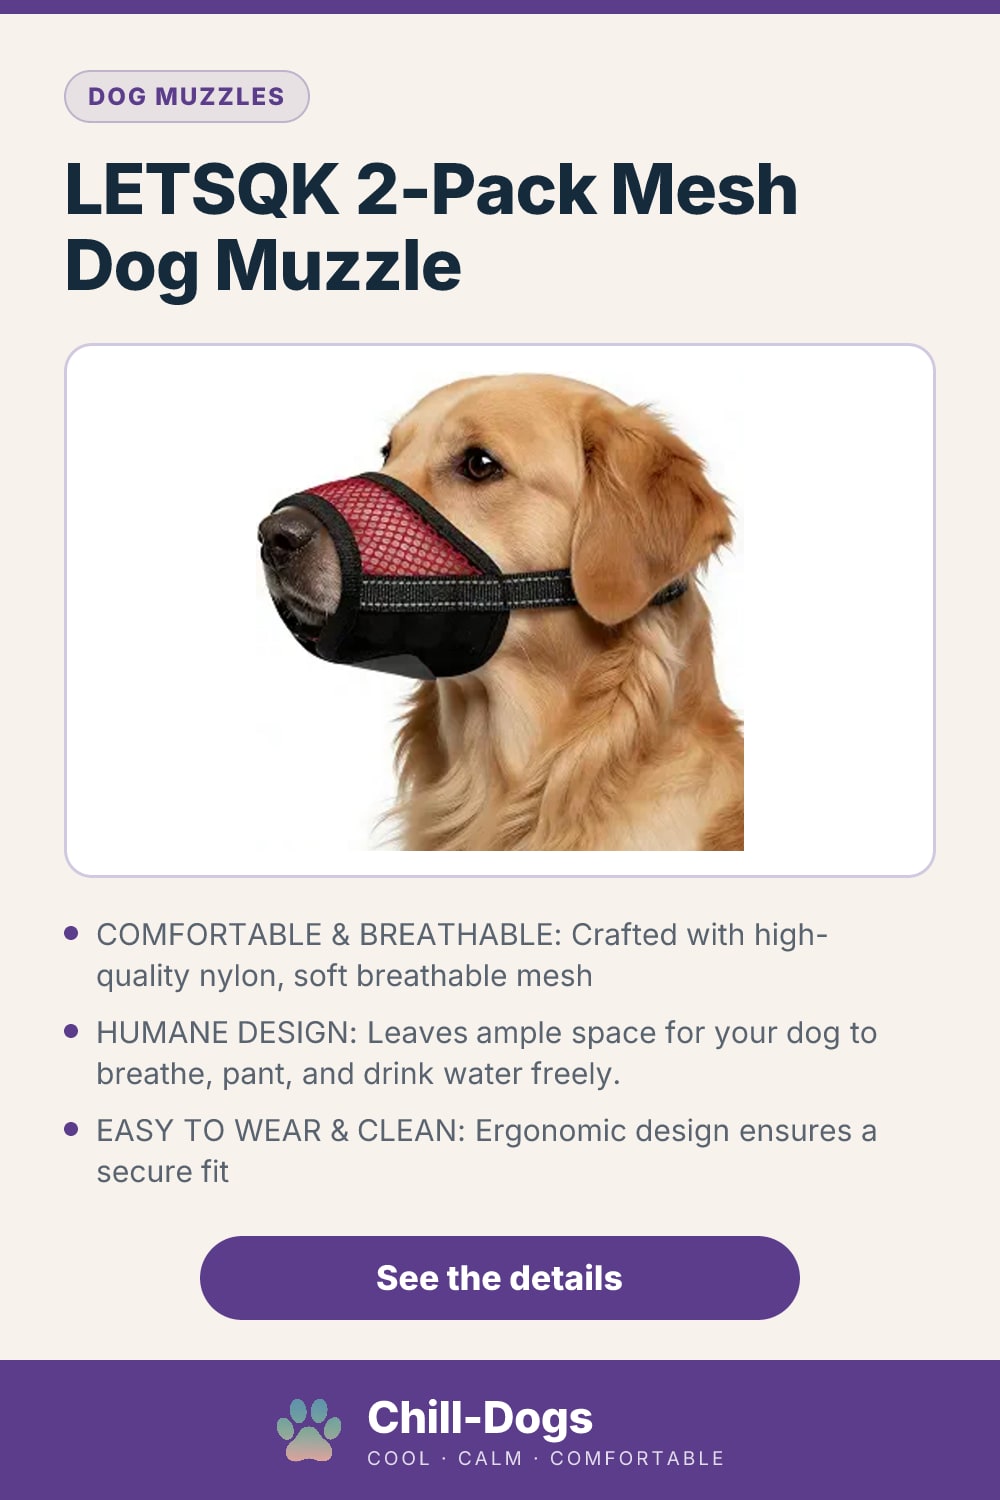 DOG MUZZLES
LETSQK 2-Pack Mesh
Dog Muzzle
COMFORTABLE & BREATHABLE: Crafted with high-
quality nylon, soft breathable mesh
HUMANE DESIGN: Leaves ample space for your dog to
breathe, pant, and drink water freely.
EASY TO WEAR & CLEAN: Ergonomic design ensures a
secure fit
See the details
Chill-Dogs
COOL · CALM · COMFORTABLE